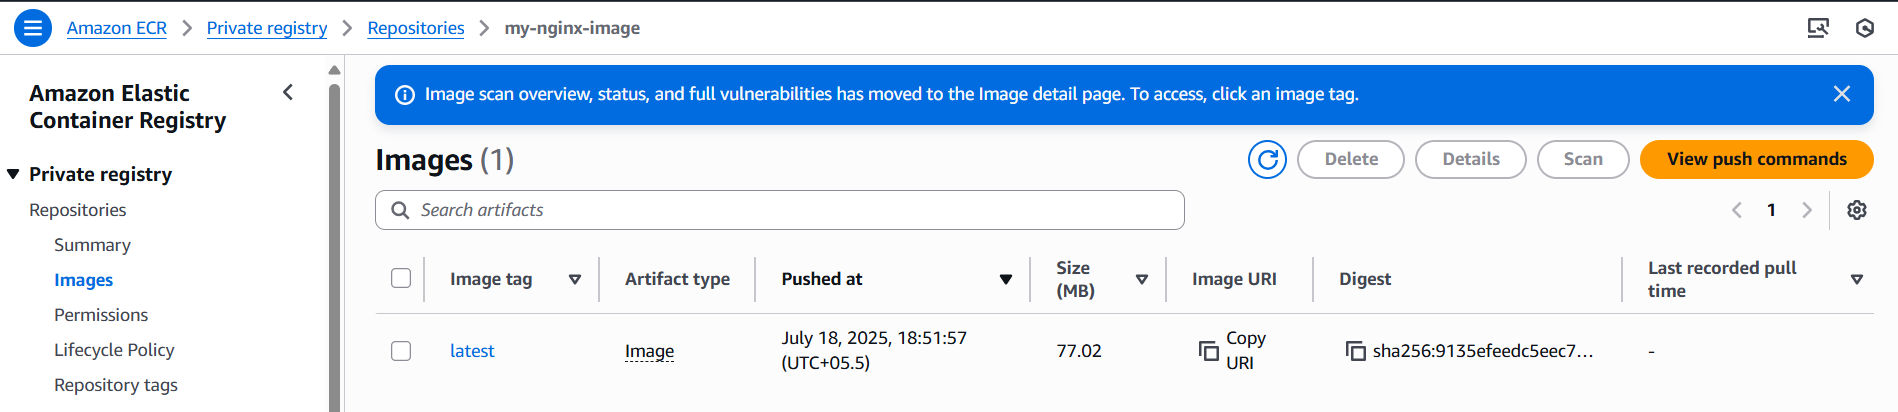 Amazon ECR > Private registry > Repositories > my-nginx-image
Amazon Elastic
Container Registry
Private registry
Repositories
Summary
Images
Permissions
Lifecycle Policy
Repository tags
Image scan overview, status, and full vulnerabilities has moved to the Image detail page. To access, click an image tag.
Images (1)
Delete
Details
Scan
View push commands
Search artifacts
1
Image tag
Artifact type
Pushed at
Size
(MB)
Image URI
Digest
Last recorded pull
time
latest
Image
July 18, 2025, 18:51:57
(UTC+05.5)
77.02
Copy
URI
sha256:9135efeedc5eec7...
-